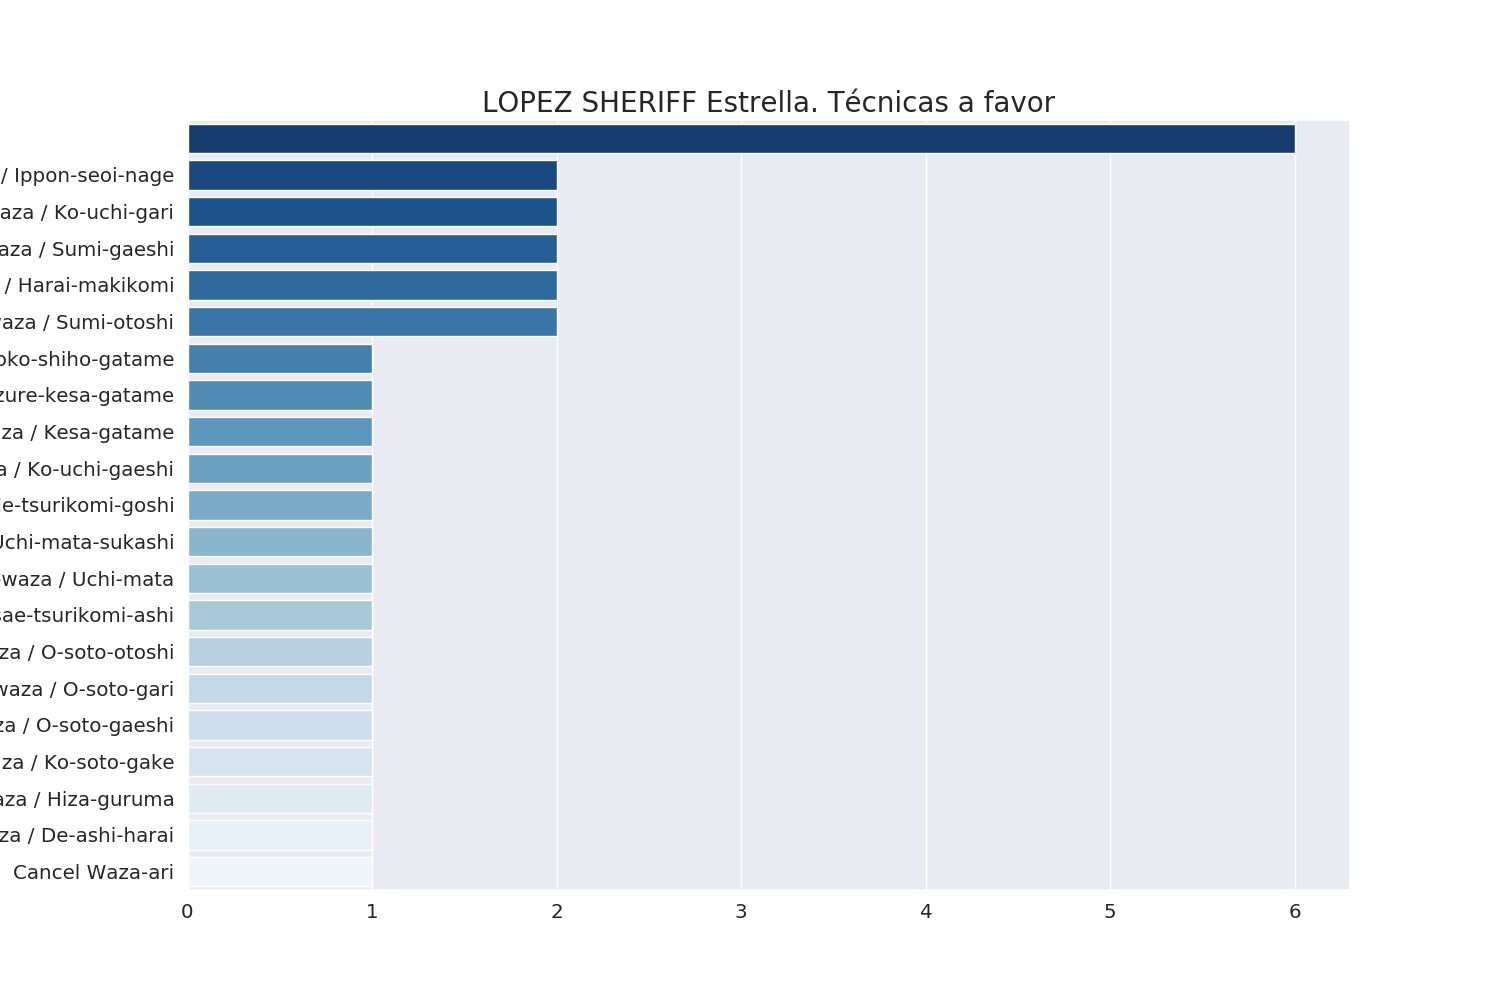 LOPEZ SHERIFF Estrella. Técnicas a favor
/ Ippon-seoi-nage
aza / Ko-uchi-gari
aza / Sumi-gaeshi
/ Harai-makikomi
waza / Sumi-otoshi
oko-shiho-gatame
zure-kesa-gatame
za / Kesa-gatame
a / Ko-uchi-gaeshi
e-tsurikomi-goshi
Uchi-mata-sukashi
-waza / Uchi-mata
sae-tsurikomi-ashi
za / O-soto-otoshi
waza / O-soto-gari
za / O-soto-gaeshi
za / Ko-soto-gake
aza / Hiza-guruma
za / De-ashi-harai
Cancel Waza-ari
0 1 2 3 4 5 6